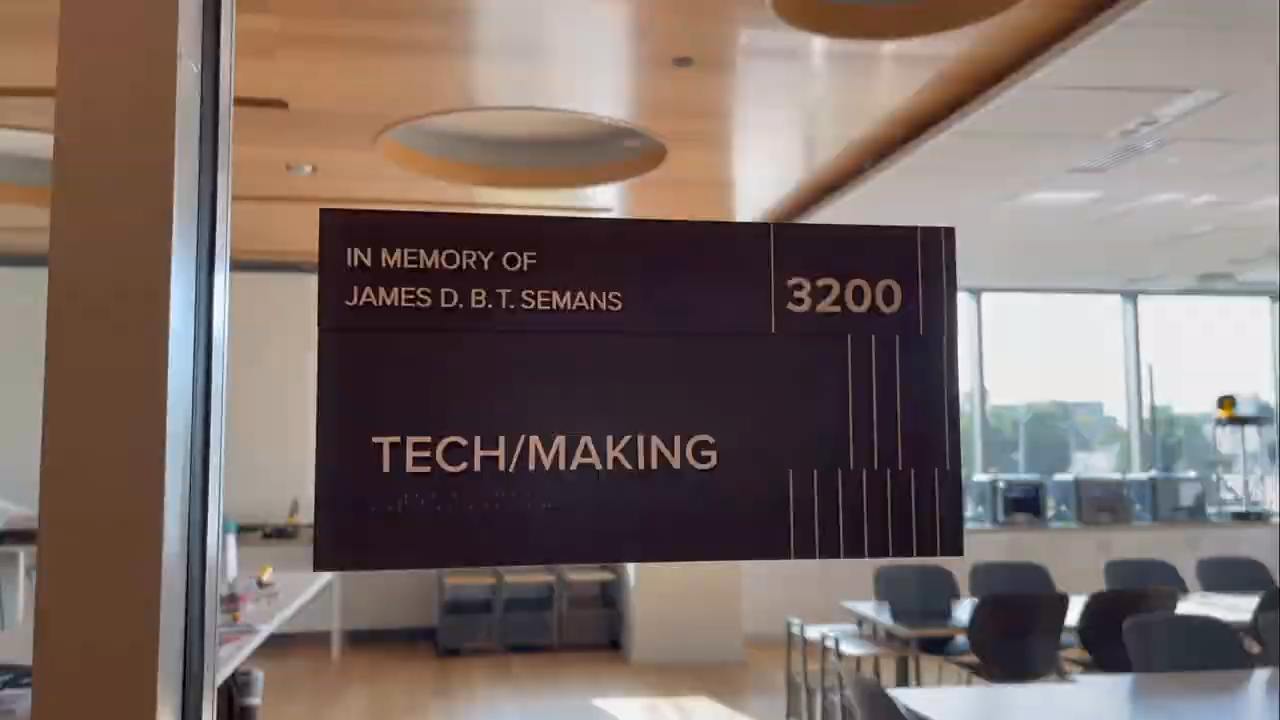 IN MEMORY OF
JAMES D. B.T. SEMANS
3200
TECH/MAKING